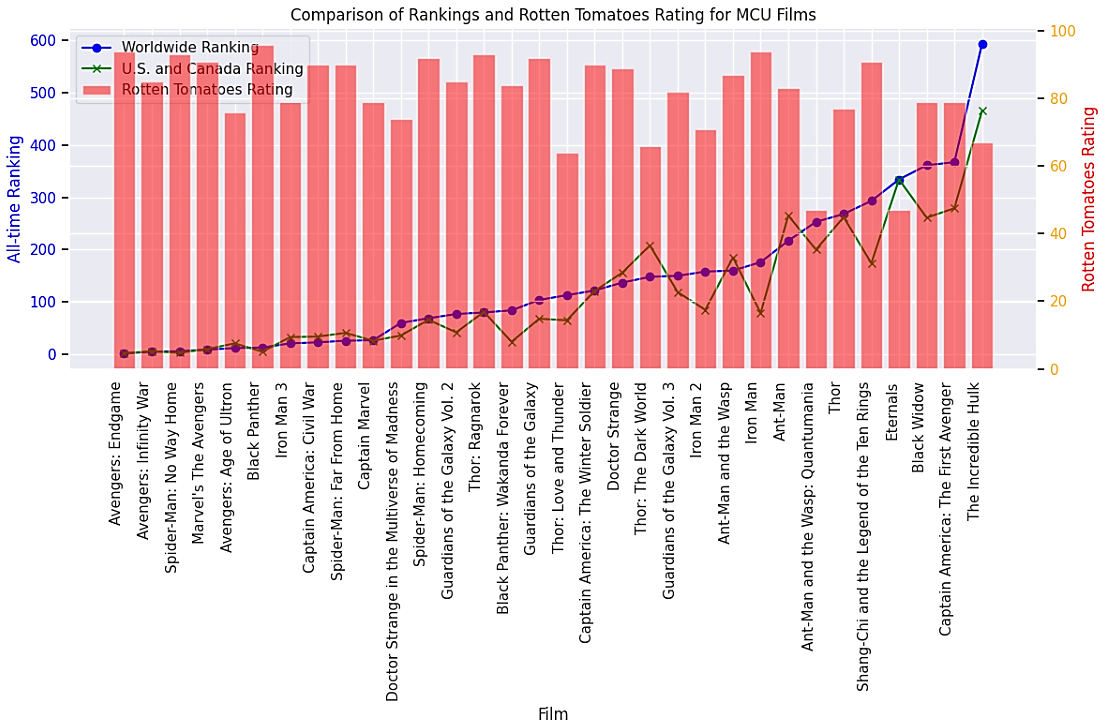 Comparison of Rankings and Rotten Tomatoes Rating for MCU Films
Worldwide Ranking
U.S. and Canada Ranking
Rotten Tomatoes Rating
All-time Ranking
600
500
400
300
200
100
0
100
80
60
40
20
0
Rotten Tomatoes Rating
Avengers: Endgame
Avengers: Infinity War
Spider-Man: No Way Home
Marvel's The Avengers
Avengers: Age of Ultron
Black Panther
Iron Man 3
Captain America: Civil War
Spider-Man: Far From Home
Captain Marvel
Doctor Strange in the Multiverse of Madness
Spider-Man: Homecoming
Guardians of the Galaxy Vol. 2
Thor: Ragnarok
Black Panther: Wakanda Forever
Guardians of the Galaxy
Thor: Love and Thunder
Captain America: The Winter Soldier
Doctor Strange
Thor: The Dark World
Guardians of the Galaxy Vol. 3
Iron Man 2
Ant-Man and the Wasp
Iron Man
Ant-Man
Ant-Man and the Wasp: Quantumania
Thor
Shang-Chi and the Legend of the Ten Rings
Eternals
Black Widow
Captain America: The First Avenger
The Incredible Hulk
Film